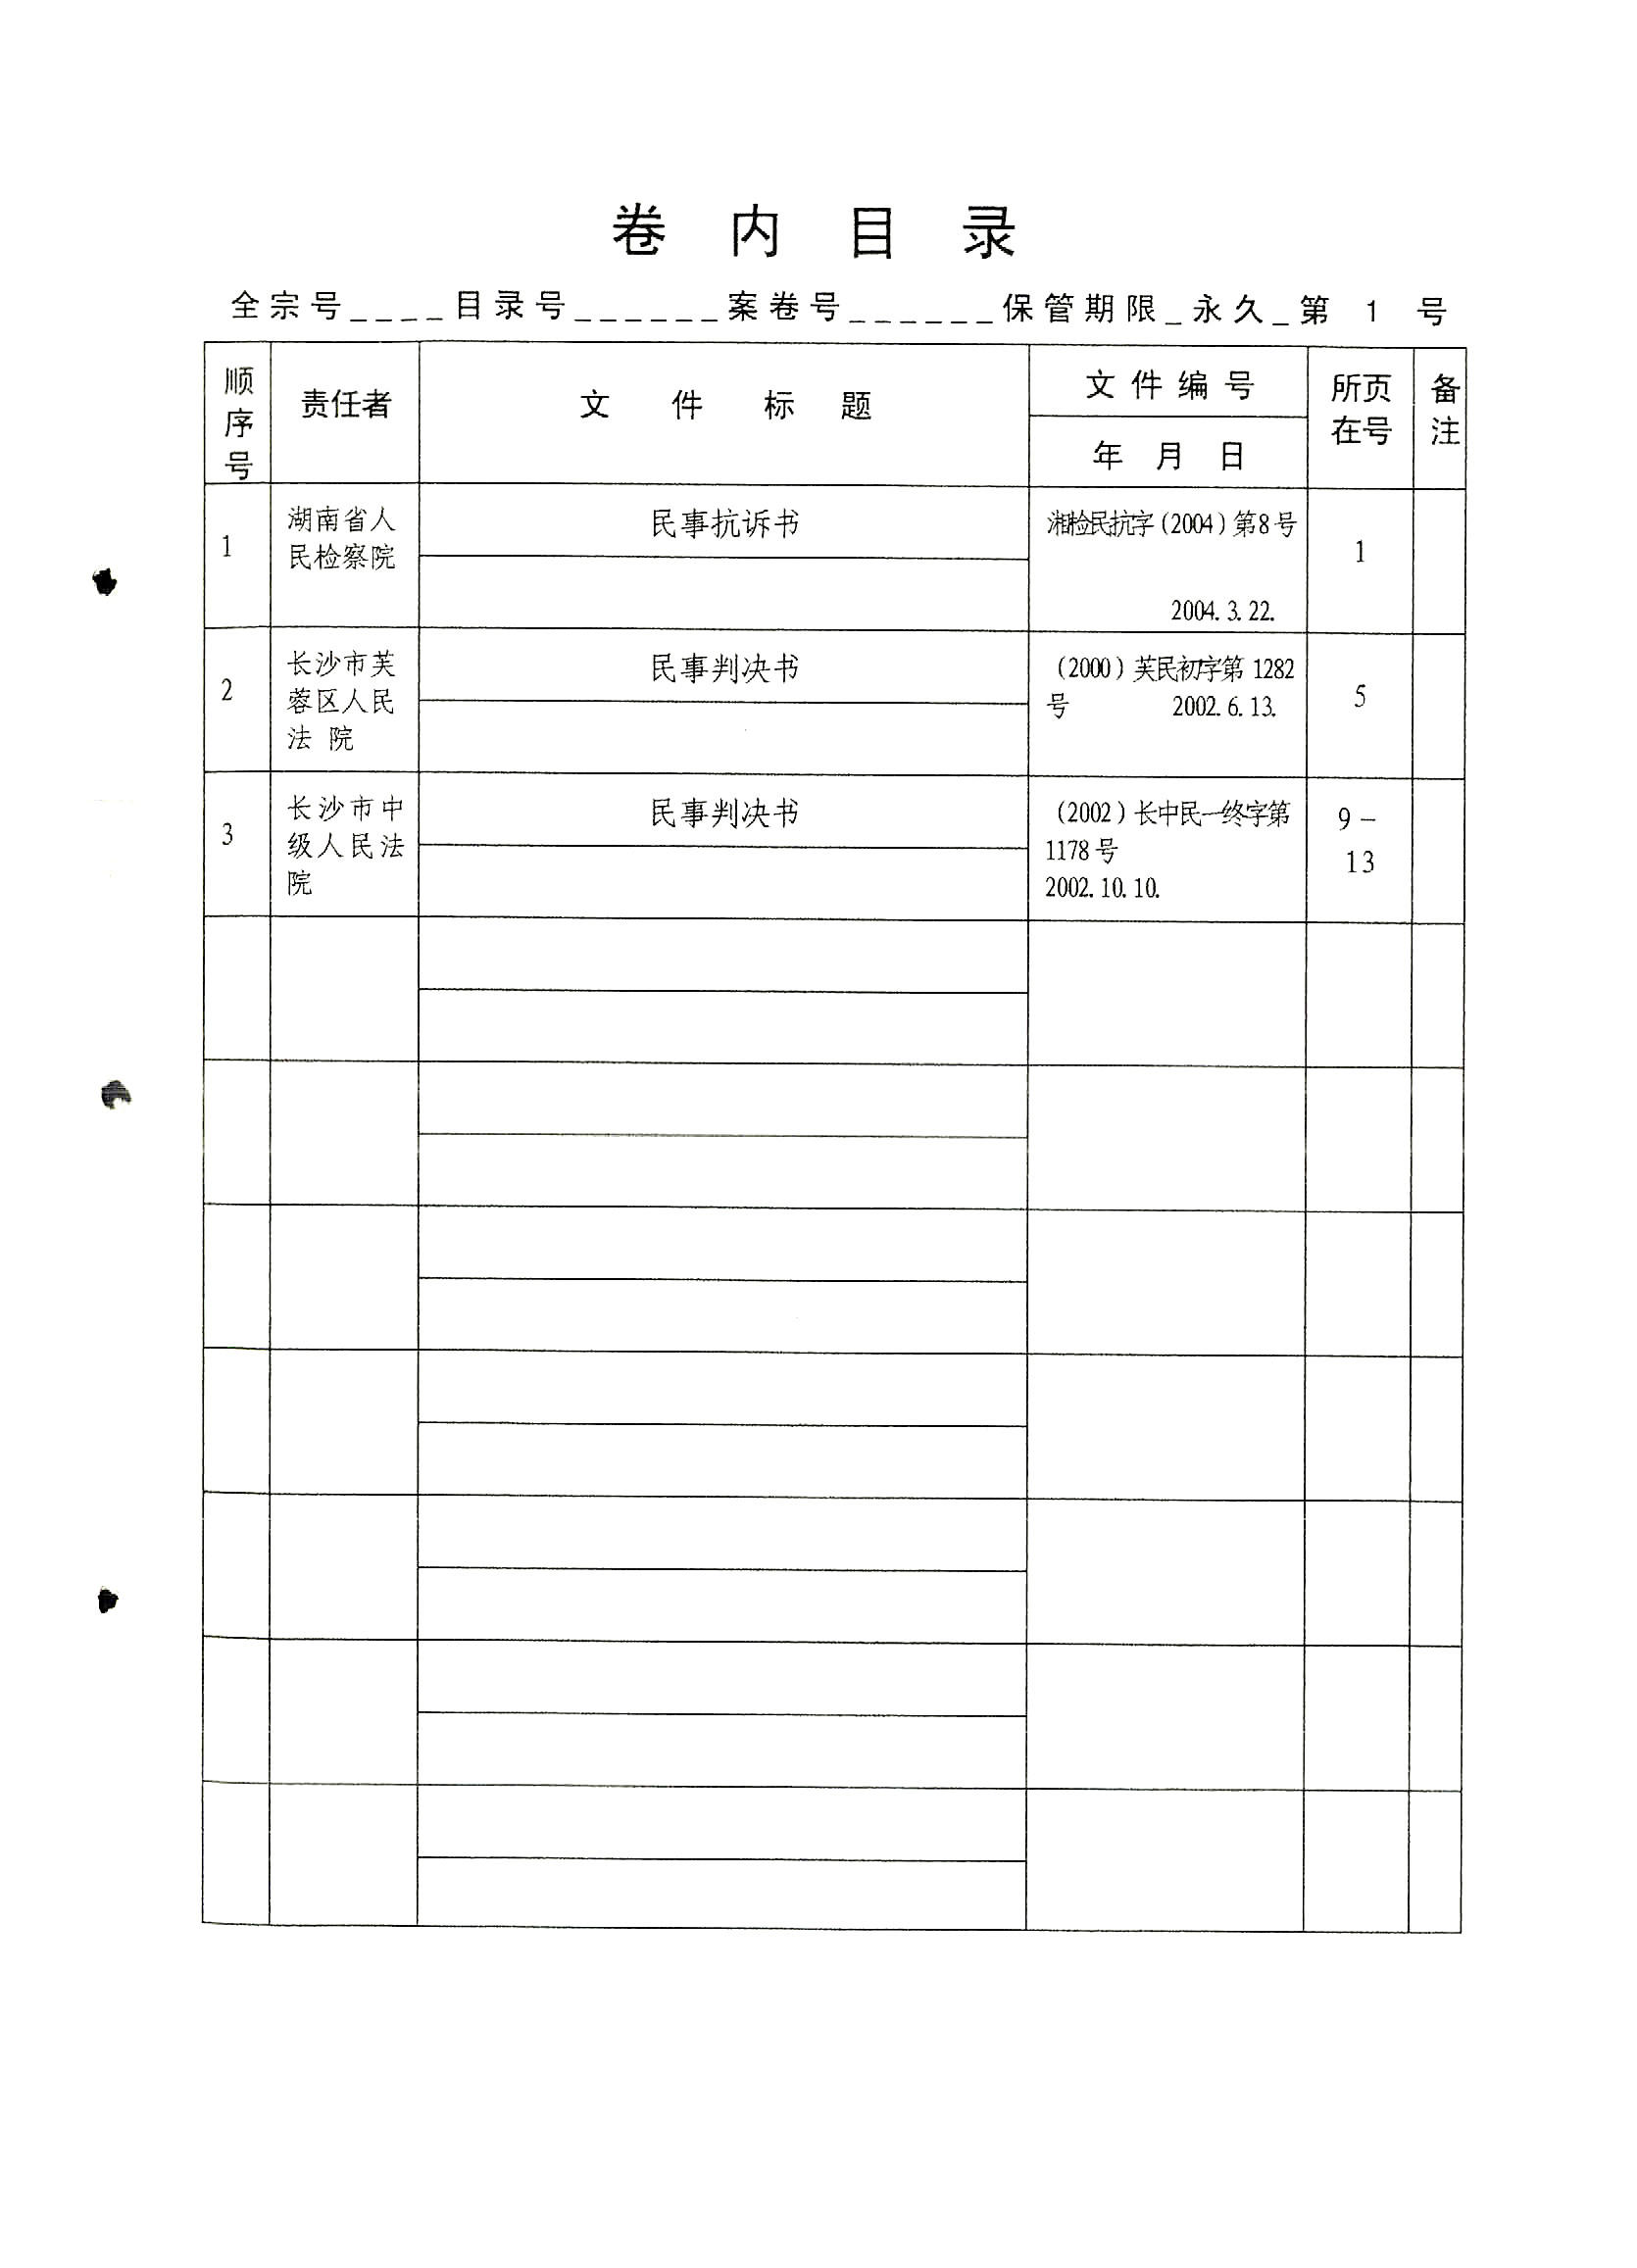 卷 内 目 录
全宗号____目录号______案卷号______保管期限_永久_第 1 号
顺序号 责任者 文 件 标 题 文件编号 所在页号 备注
年 月 日
1 湖南省人 民事抗诉书 湘检民抗字(2004)第8号 1
民检察院
2004.3.22.
2 长沙市芙 民事判决书 (2000)芙民初字第 1282 5
蓉区人民 号 2002.6.13.
法 院
3 长沙市中 民事判决书 (2002)长中民一终字第 9-
级人民法 1178号 13
院 2002.10.10.